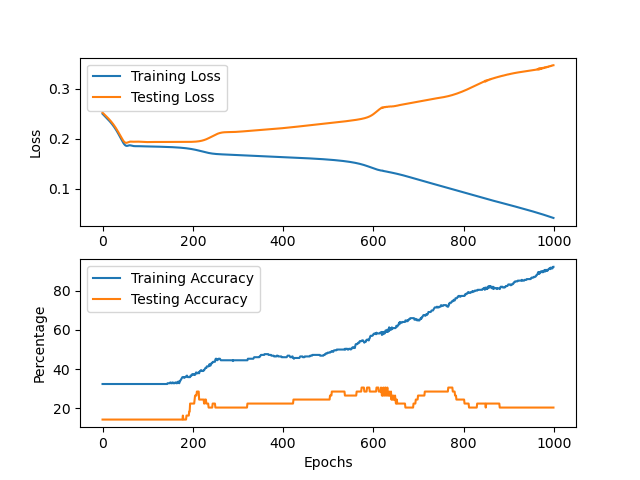 Training Loss
Testing Loss
0.3
0.2
0.1
Loss
0 200 400 600 800 1000
Training Accuracy
Testing Accuracy
80
60
40
20
Percentage
0 200 400 600 800 1000
Epochs